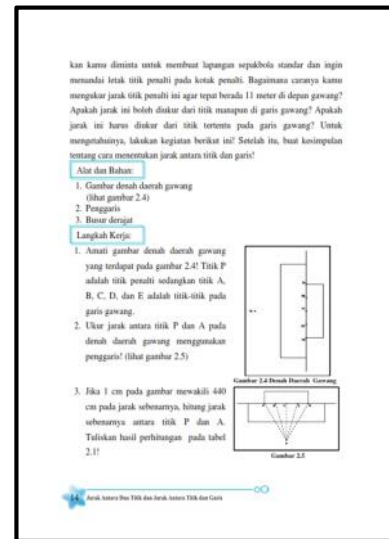 kan kamu diminta untuk membuat lapangan sepakbola standar dan ingin
menandai letak titik penalti pada kotak penalti. Bagaimana caranya kamu
mengukur jarak titik penalti ini agar tepat berada 11 meter di depan gawang?
Apakah jarak ini boleh diukur dari titik manapun di garis gawang? Apakah
jarak ini harus diukur dari titik tertentu pada garis gawang? Untuk
mengetahuinya, lakukan kegiatan berikut ini! Setelah itu, buat kesimpulan
tentang cara menentukan jarak antara titik dan garis!
Alat dan Bahan:
1. Gambar denah daerah gawang
(lihat gambar 2.4)
2. Penggaris
3. Busur derajat
Langkah Kerja:
1. Amati gambar denah daerah gawang
yang terdapat pada gambar 2.4! Titik P
adalah titik penalti sedangkan titik A,
B, C, D, dan E adalah titik-titik pada
garis gawang.
2. Ukur jarak antara titik P dan A pada
denah daerah gawang menggunakan
penggaris! (lihat gambar 2.5)
Gambar 2.4 Denah Daerah Gawang
3. Jika 1 cm pada gambar mewakili 440
cm pada jarak sebenarnya, hitung jarak
sebenarnya antara titik P dan A.
Tuliskan hasil perhitungan pada tabel
2.1!
Gambar 2.5
14 Jarak Antara Dua Titik dan Jarak Antara Titik dan Garis